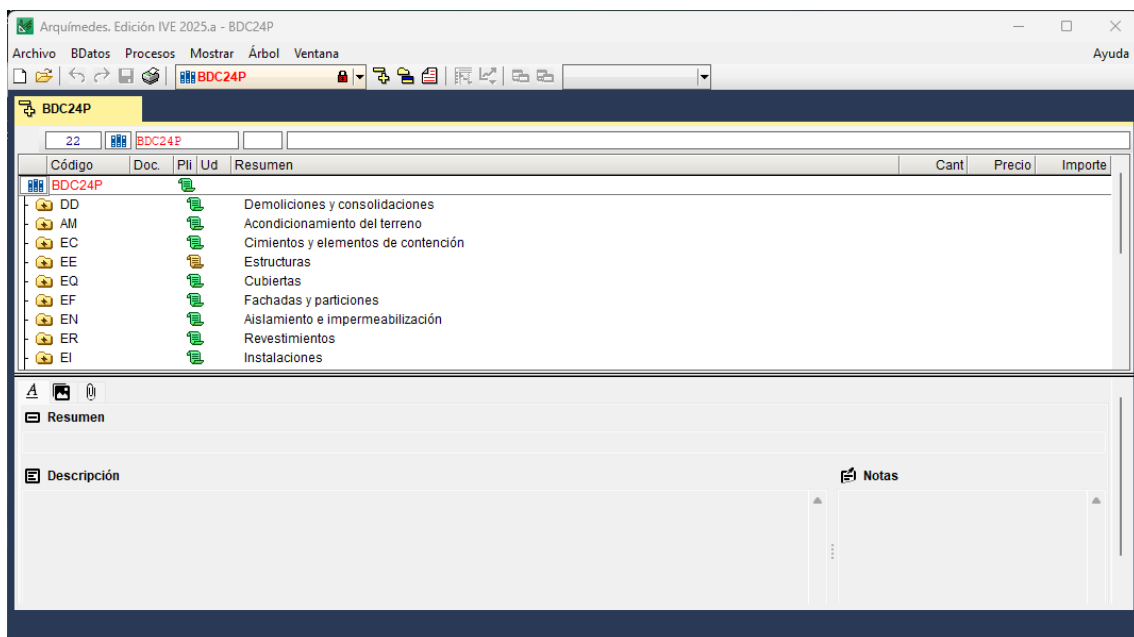 Arquímedes. Edición IVE 2025.a - BDC24P
Archivo BDatos Procesos Mostrar Árbol Ventana Ayuda
BDC24P
BDC24P
22 BDC24P
Código Doc. Pli Ud Resumen Cant Precio Importe
BDC24P
DD Demoliciones y consolidaciones
AM Acondicionamiento del terreno
EC Cimientos y elementos de contención
EE Estructuras
EQ Cubiertas
EF Fachadas y particiones
EN Aislamiento e impermeabilización
ER Revestimientos
EI Instalaciones
A
Resumen
Descripción Notas